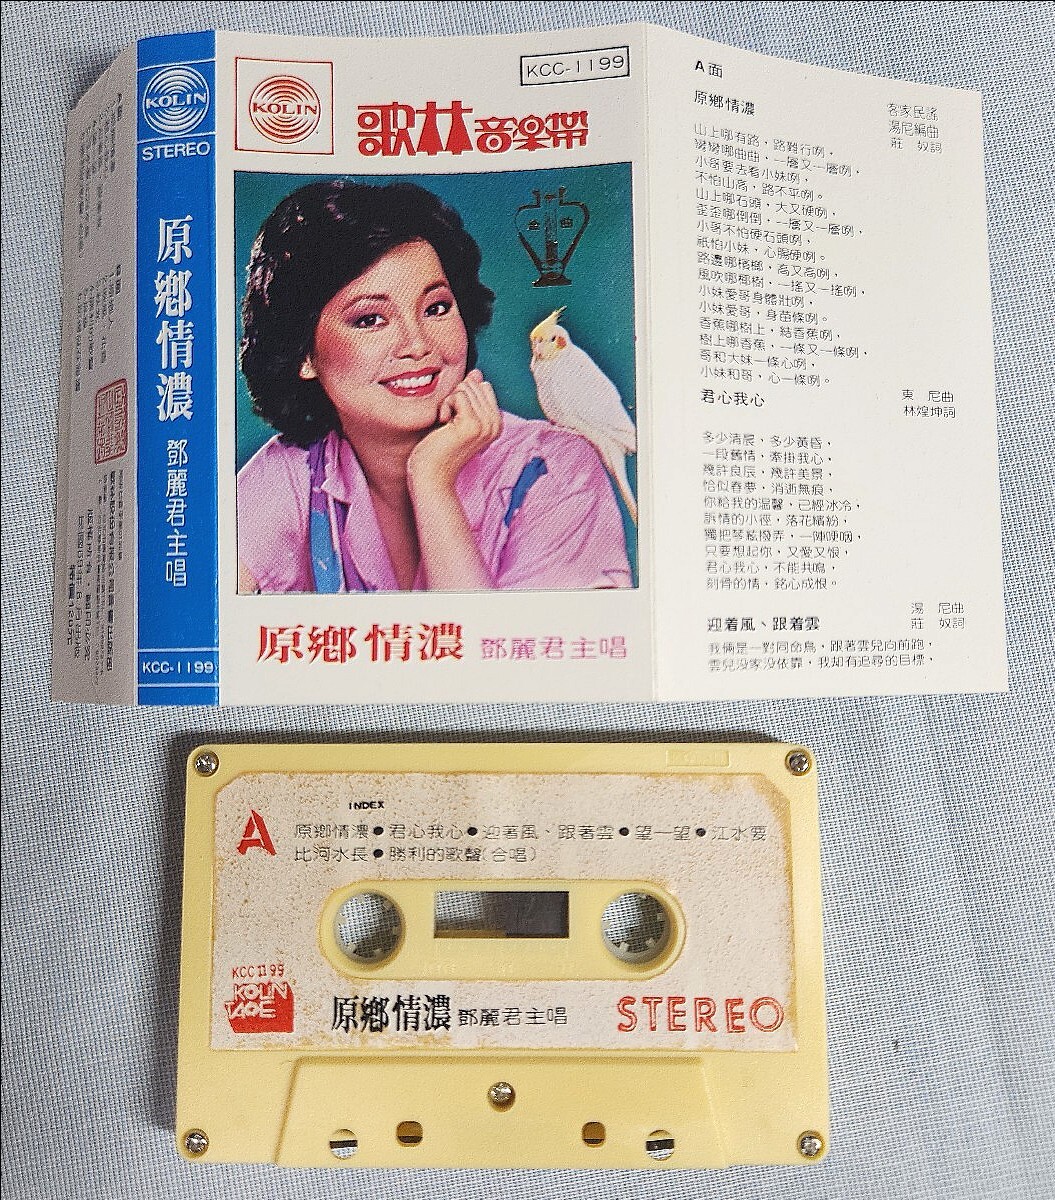 KOLIN
STEREO
原鄉情濃
鄧麗君主唱
KCC-1199
KOLIN
KCC-1199
歌林音樂帶
金曲
原鄉情濃 鄧麗君主唱
A面
原鄉情濃
客家民謠
湯尼編曲
莊 奴詞
山上哪有路，路難行咧，
彎彎哪曲曲，一層又一層咧，
小哥要去看小妹咧，
不怕山高，路不平咧。
山上哪石頭，大又硬咧，
歪歪哪倒倒，一層又一層咧，
小哥不怕硬石頭咧，
祇怕小妹，心腸硬咧。
路邊哪檳榔，高又高咧，
風吹哪椰樹，一搖又一搖咧，
小妹愛哥身體壯咧，
小妹愛哥，身苗條咧。
香蕉哪樹上，結香蕉咧，
樹上哪香蕉，一條又一條咧，
哥和大妹一條心咧，
小妹和哥，心一條咧。
君心我心
東 尼曲
林煌坤詞
多少清晨，多少黃昏，
一段舊情，牽掛我心，
幾許良辰，幾許美景，
恰似春夢，消逝無痕，
你給我的溫馨，已經冰冷，
訴情的小徑，落花繽紛，
獨把琴絃撥弄，一陣哽咽，
只要想起你，又愛又恨，
君心我心，不能共鳴，
刻骨的情，銘心成恨。
迎着風、跟着雲
湯 尼曲
莊 奴詞
我倆是一對同命鳥，跟著雲兒向前跑，
雲兒沒家沒依靠，我却有追尋的目標，
INDEX
A
原鄉情濃●君心我心●迎著風、跟著雲●望一望●江水要
比河水長●勝利的歌聲(合唱)
KCC1199
KOLIN
TAPE
原鄉情濃 鄧麗君主唱
STEREO